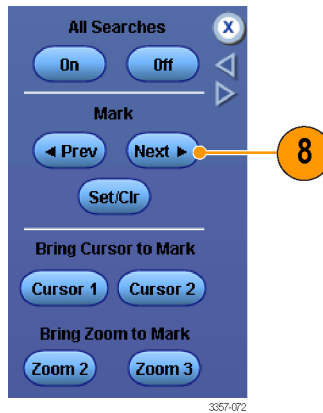 All Searches X
On Off
Mark
◄ Prev Next ►
8
Set/Clr
Bring Cursor to Mark
Cursor 1 Cursor 2
Bring Zoom to Mark
Zoom 2 Zoom 3
3357-072